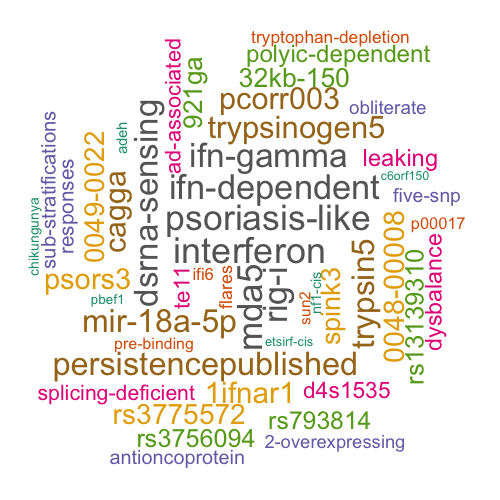 tryptophan-depletion
polyic-dependent
32kb-150
pcorr003
obliterate
trypsinogen5
ad-associated
921ga
ifn-gamma
leaking
c6orf150
ifn-dependent
five-snp
psoriasis-like
p00017
interferon
dsrna-sensing
adeh
cagga
0049-0022
responses
sub-stratifications
chikungunya
psors3
te11
ifi6
flares
mda5
rig-i
sun2
nf1-cis
spink3
trypsin5
0048-00008
rs13139310
dysbalance
pbef1
mir-18a-5p
pre-binding
etsirf-cis
persistencepublished
splicing-deficient
1ifnar1
d4s1535
rs3775572
rs793814
rs3756094
2-overexpressing
antioncoprotein